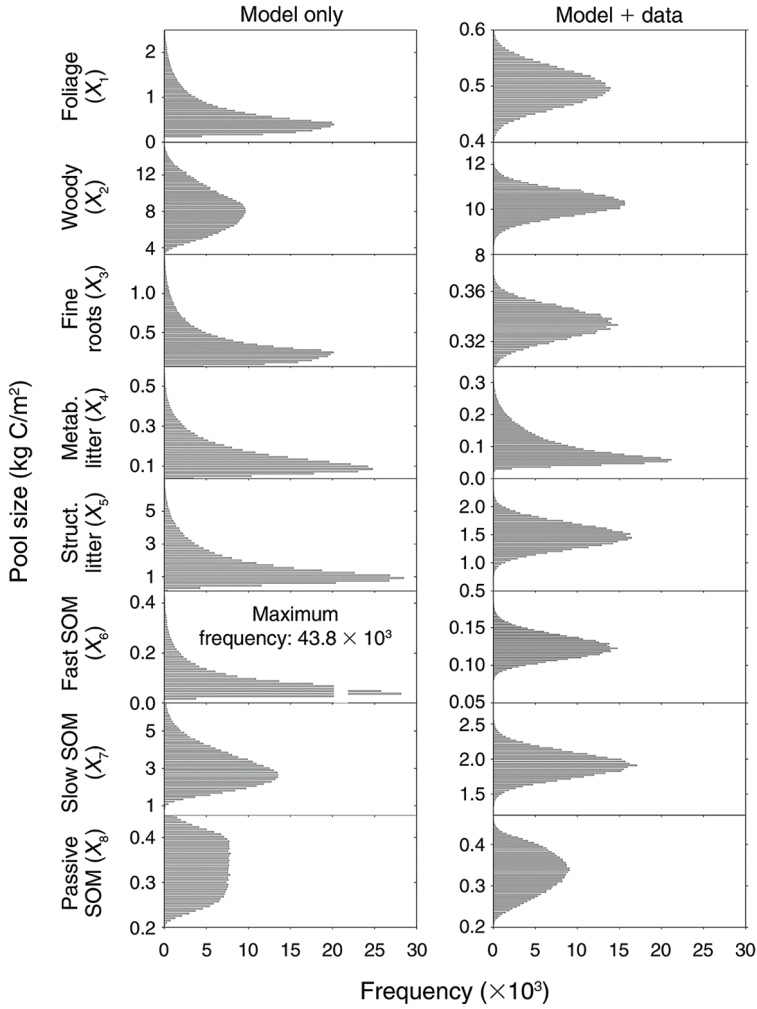 Model only
Model + data
Pool size (kg C/m²)
Foliage
(X₁)
2
1
0
0.6
0.5
0.4
Woody
(X₂)
12
8
4
12
10
8
Fine
roots (X₃)
1.0
0.5
0.36
0.32
Metab.
litter (X₄)
0.5
0.3
0.1
0.3
0.2
0.1
0.0
Struct.
litter (X₅)
5
3
1
2.0
1.5
1.0
0.5
Fast SOM
(X₆)
0.4
0.2
0.0
Maximum
frequency: 43.8 × 10³
0.15
0.10
0.05
Slow SOM
(X₇)
5
3
1
2.5
2.0
1.5
Passive
SOM (X₈)
0.4
0.3
0.2
0.4
0.3
0.2
0 5 10 15 20 25 30
0 5 10 15 20 25 30
Frequency (×10³)